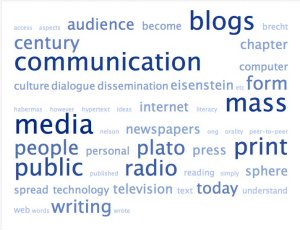 access aspects audience become blogs brecht
century chapter
communication computer
culture dialogue dissemination eisenstein etc form
habermas however hypertext ideas internet literacy mass
media nelson newspapers ong orality peer-to-peer
people personal plato press print
public published radio reading simply sphere
spread technology television text today understand
web words writing wrote